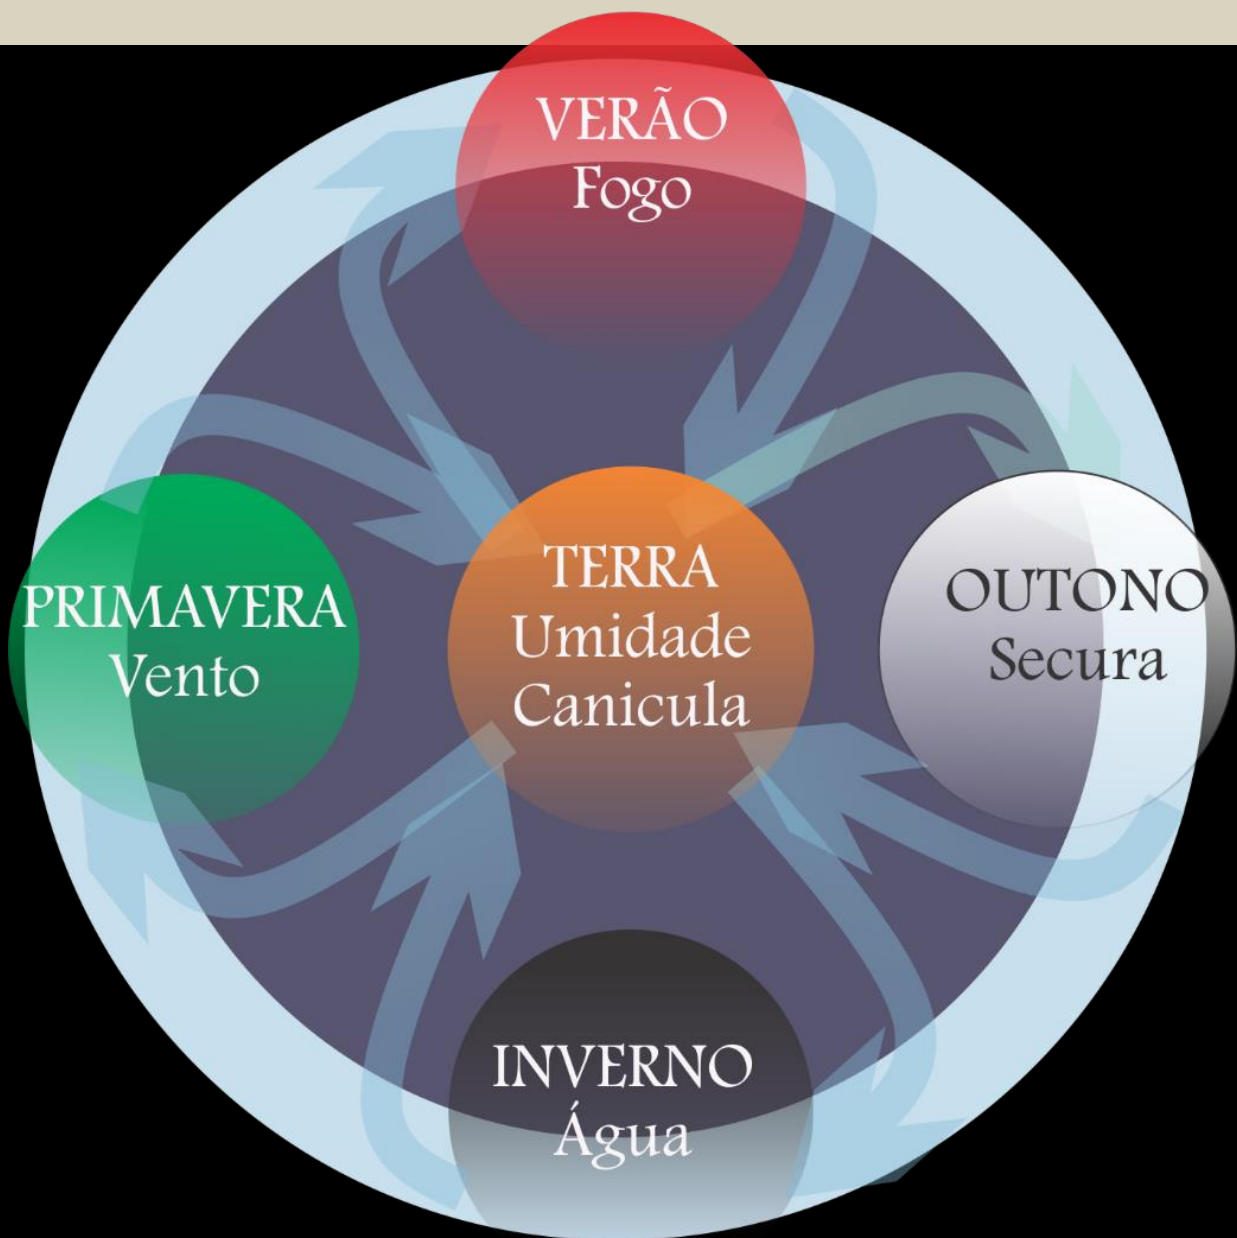 VERÃO
Fogo
PRIMAVERA
Vento
TERRA
Umidade
Canicula
OUTONO
Secura
INVERNO
Água